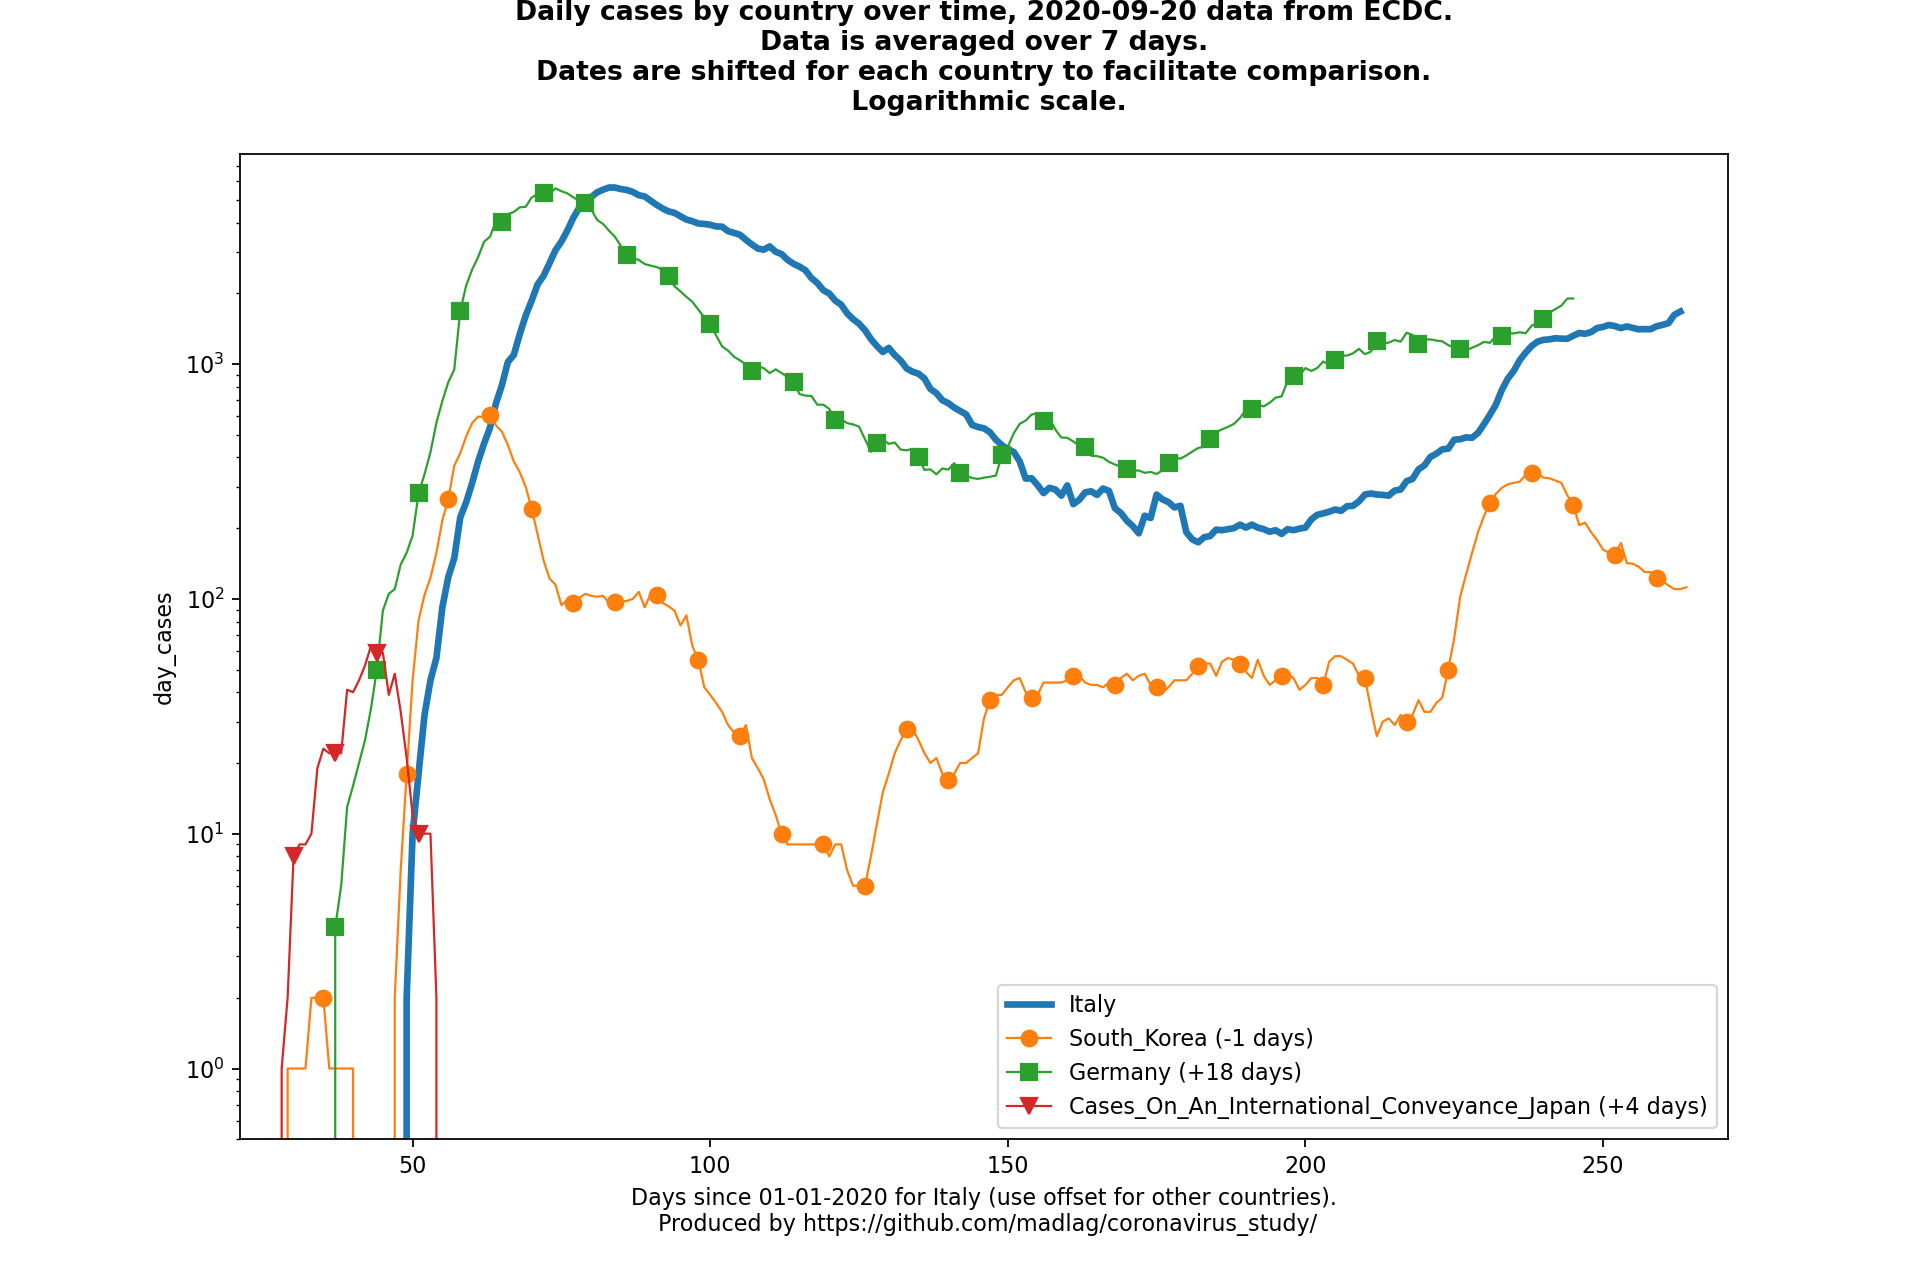 Daily cases by country over time, 2020-09-20 data from ECDC.
Data is averaged over 7 days.
Dates are shifted for each country to facilitate comparison.
Logarithmic scale.
10³
10²
10¹
10⁰
day_cases
50 100 150 200 250
Italy
South_Korea (-1 days)
Germany (+18 days)
Cases_On_An_International_Conveyance_Japan (+4 days)
Days since 01-01-2020 for Italy (use offset for other countries).
Produced by https://github.com/madlag/coronavirus_study/